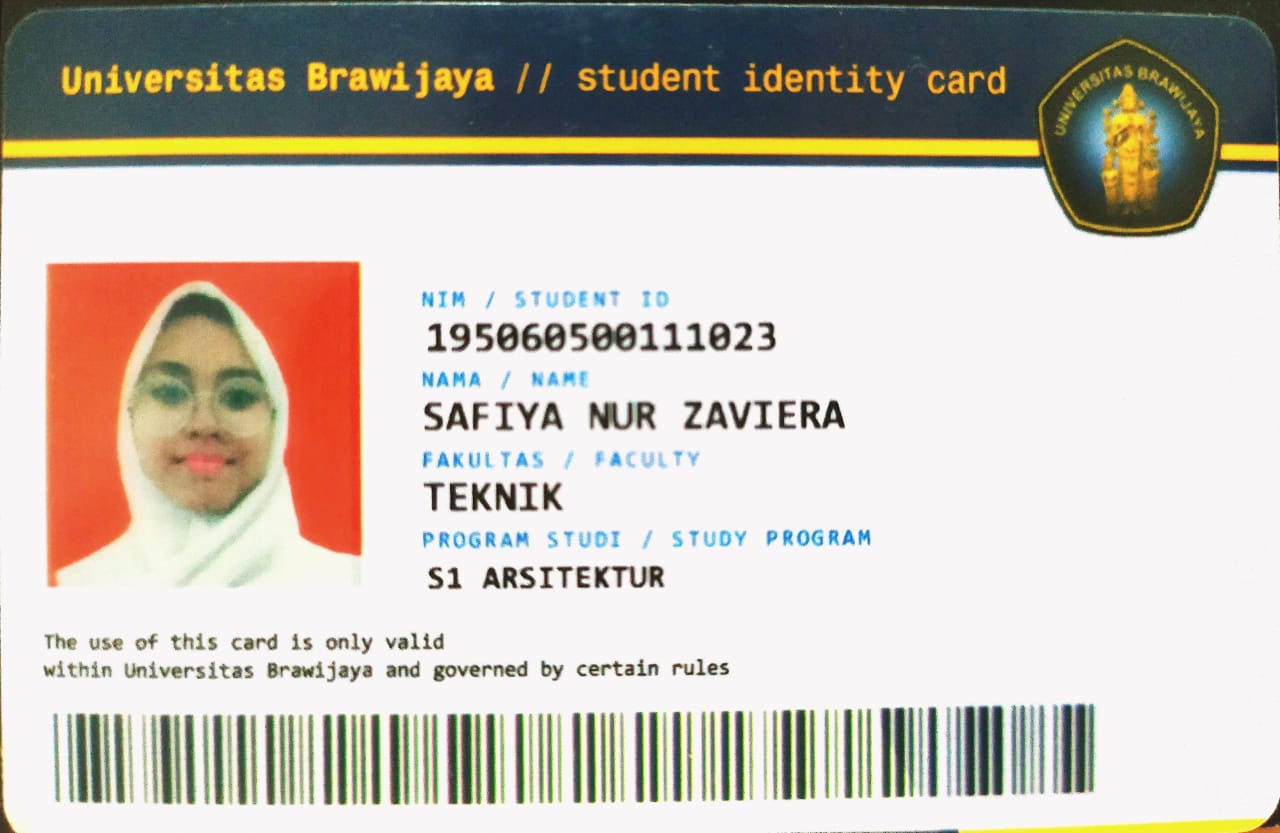 Universitas Brawijaya // student identity card
UNIVERSITAS BRAWIJAYA
NIM / STUDENT ID
195060500111023
NAMA / NAME
SAFIYA NUR ZAVIERA
FAKULTAS / FACULTY
TEKNIK
PROGRAM STUDI / STUDY PROGRAM
S1 ARSITEKTUR
The use of this card is only valid
within Universitas Brawijaya and governed by certain rules